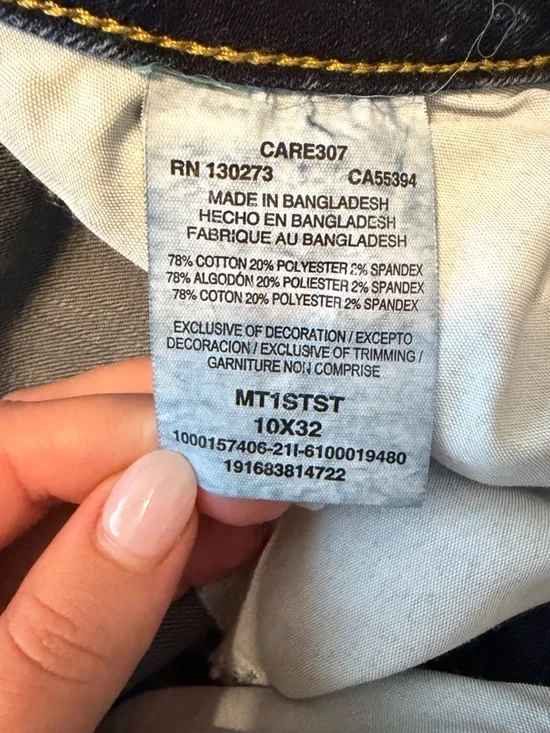 CARE307
RN 130273 CA55394
MADE IN BANGLADESH
HECHO EN BANGLADESH
FABRIQUE AU BANGLADESH
78% COTTON 20% POLYESTER 2% SPANDEX
78% ALGODÓN 20% POLIESTER 2% SPANDEX
78% COTON 20% POLYESTER 2% SPANDEX
EXCLUSIVE OF DECORATION / EXCEPTO
DECORACION / EXCLUSIVE OF TRIMMING /
GARNITURE NON COMPRISE
MT1STST
10X32
1000157406-21I-6100019480
191683814722